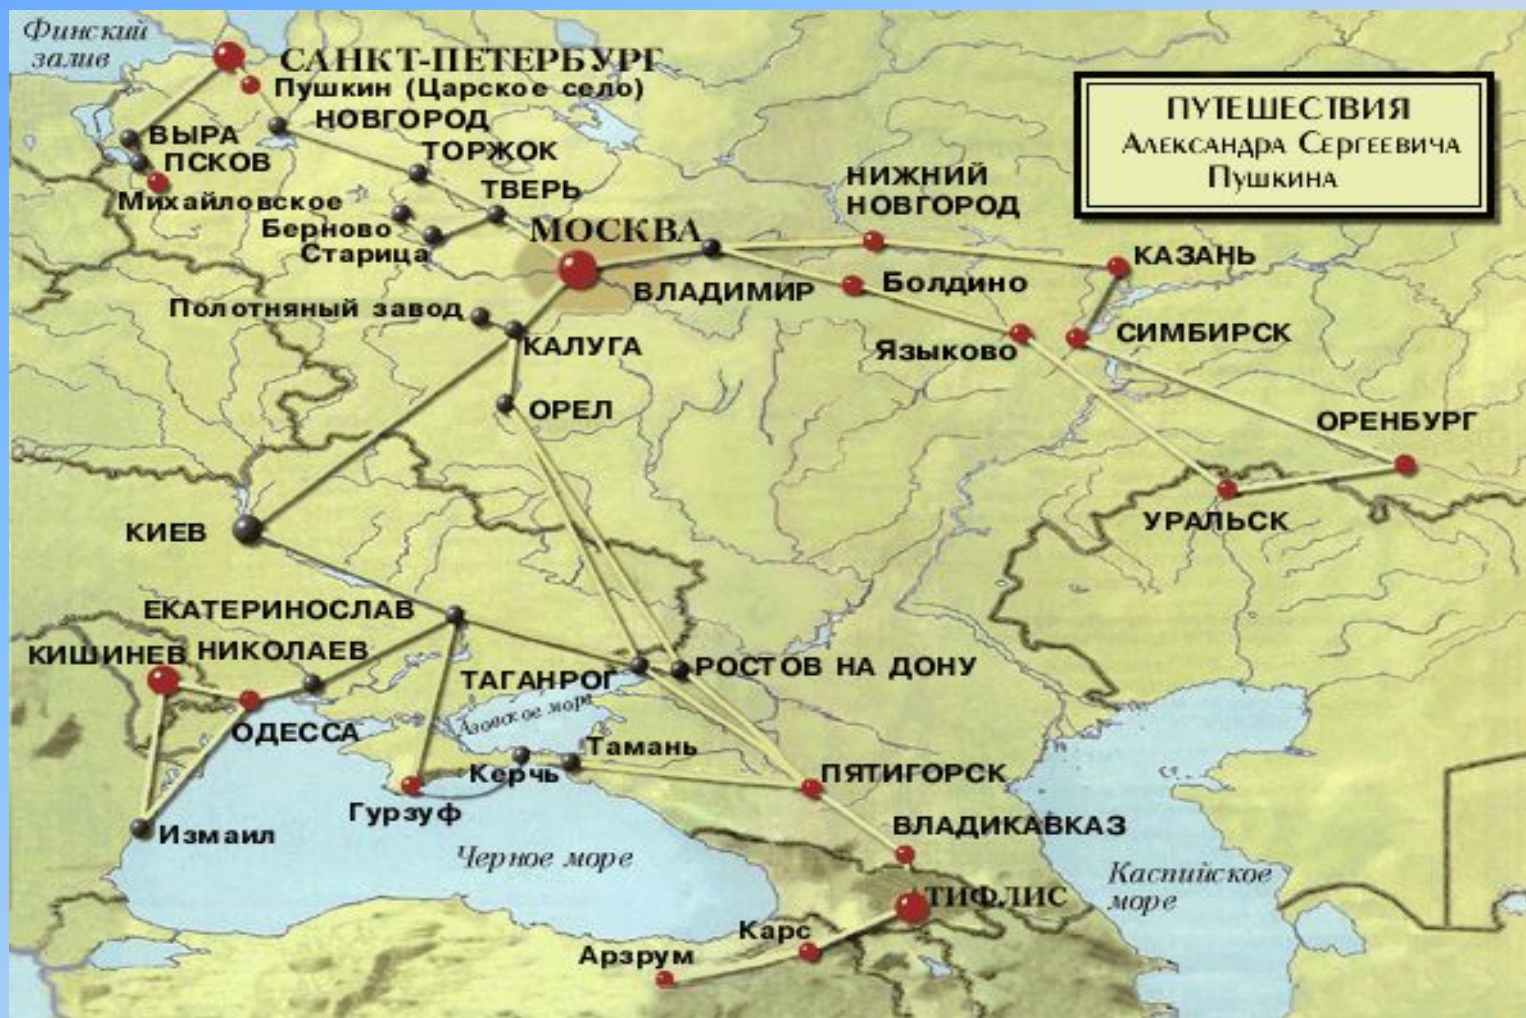 Финский
залив
САНКТ-ПЕТЕРБУРГ
Пушкин (Царское село)
НОВГОРОД
ВЫРА
ПСКОВ
ТОРЖОК
Михайловское
ТВЕРЬ
Берново
Старица
МОСКВА
ПУТЕШЕСТВИЯ
Александра Сергеевича
Пушкина
НИЖНИЙ
НОВГОРОД
КАЗАНЬ
ВЛАДИМИР
Болдино
Полотняный завод
КАЛУГА
Языково
СИМБИРСК
ОРЕЛ
ОРЕНБУРГ
КИЕВ
УРАЛЬСК
ЕКАТЕРИНОСЛАВ
КИШИНЕВ
НИКОЛАЕВ
ТАГАНРОГ
РОСТОВ НА ДОНУ
Азовское море
ОДЕССА
Тамань
Керчь
ПЯТИГОРСК
Гурзуф
Измаил
ВЛАДИКАВКАЗ
Черное море
Каспийское
море
ТИФЛИС
Карс
Арзрум